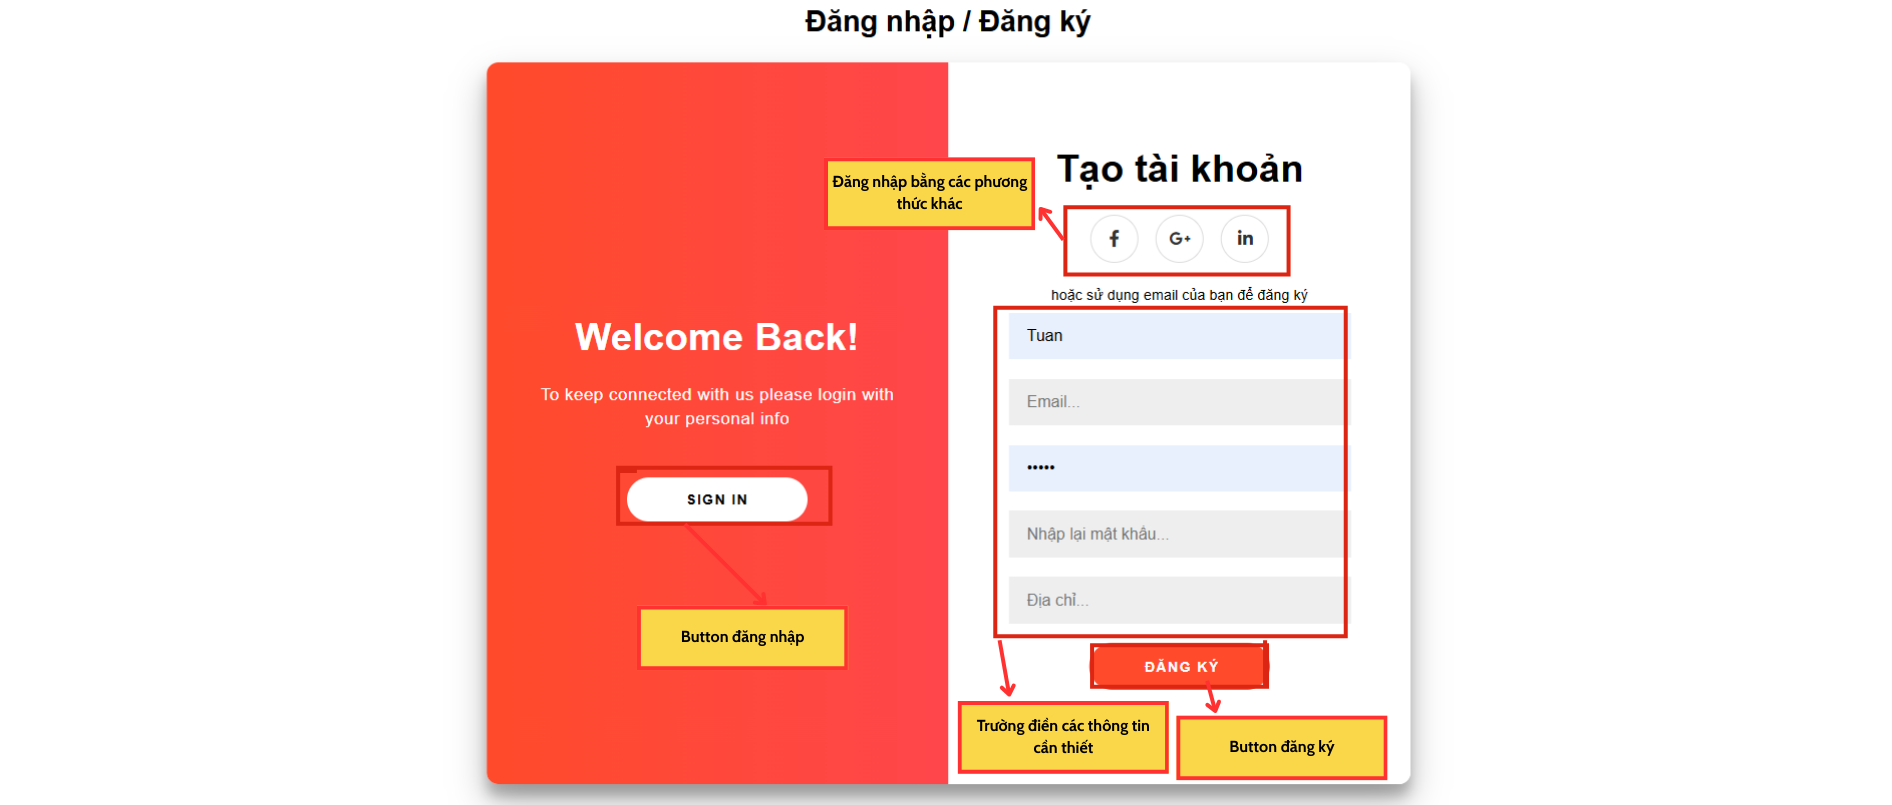 Đăng nhập / Đăng ký
Welcome Back!
To keep connected with us please login with
your personal info
SIGN IN
Button đăng nhập
Đăng nhập bằng các phương
thức khác
Tạo tài khoản
f
G+
in
hoặc sử dụng email của bạn để đăng ký
Tuan
Email...
•••••
Nhập lại mật khẩu...
Địa chỉ...
ĐĂNG KÝ
Trường điền các thông tin
cần thiết
Button đăng ký